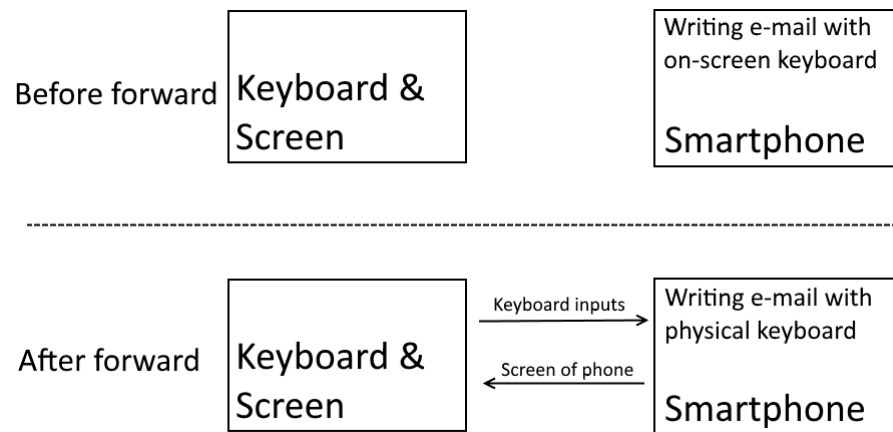 Before forward
Keyboard &
Screen
Writing e-mail with
on-screen keyboard
Smartphone
After forward
Keyboard &
Screen
Keyboard inputs
Screen of phone
Writing e-mail with
physical keyboard
Smartphone